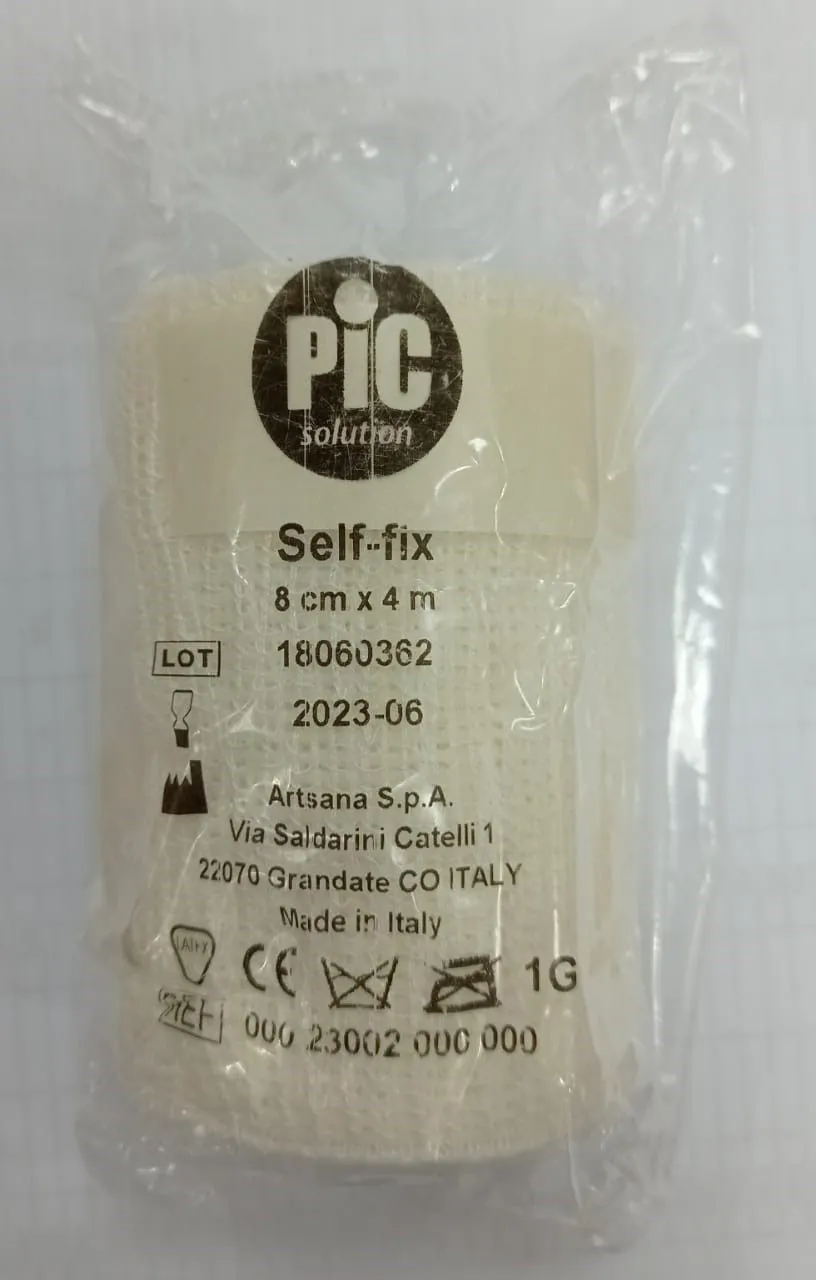 PiC
solution
Self-fix
8 cm x 4 m
LOT 18060362
2023-06
Artsana S.p.A.
Via Saldarini Catelli 1
22070 Grandate CO ITALY
Made in Italy
CE 1G
REF 000 23002 000 000